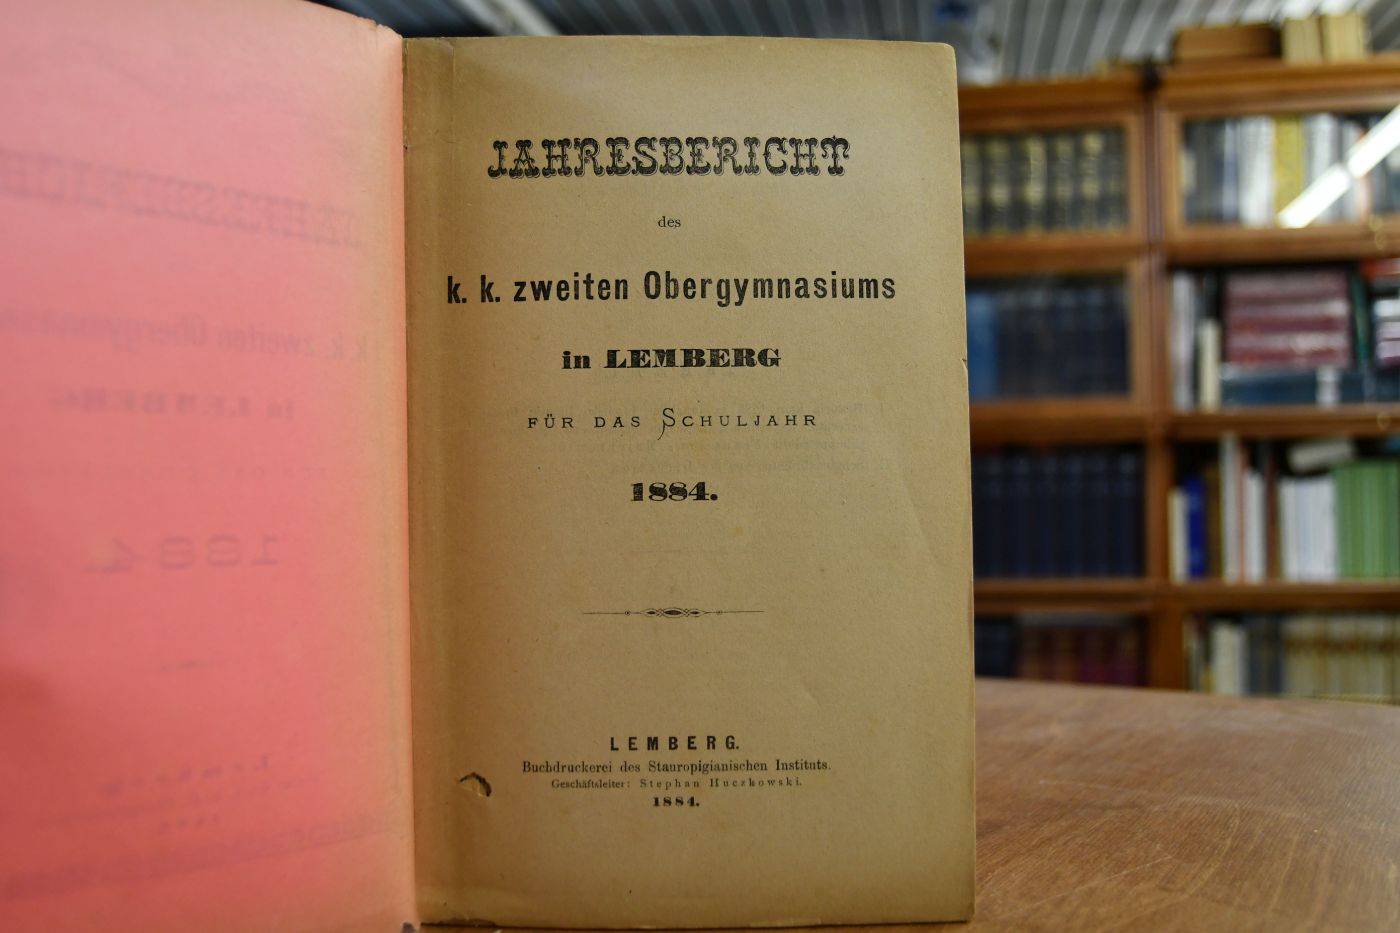 JAHRESBERICHT
des
k. k. zweiten Obergymnasiums
in LEMBERG
FÜR DAS SCHULJAHR
1884.
LEMBERG.
Buchdruckerei des Stauropigianischen Instituts.
Geschäftsleiter: Stephan Huczkowski.
1884.